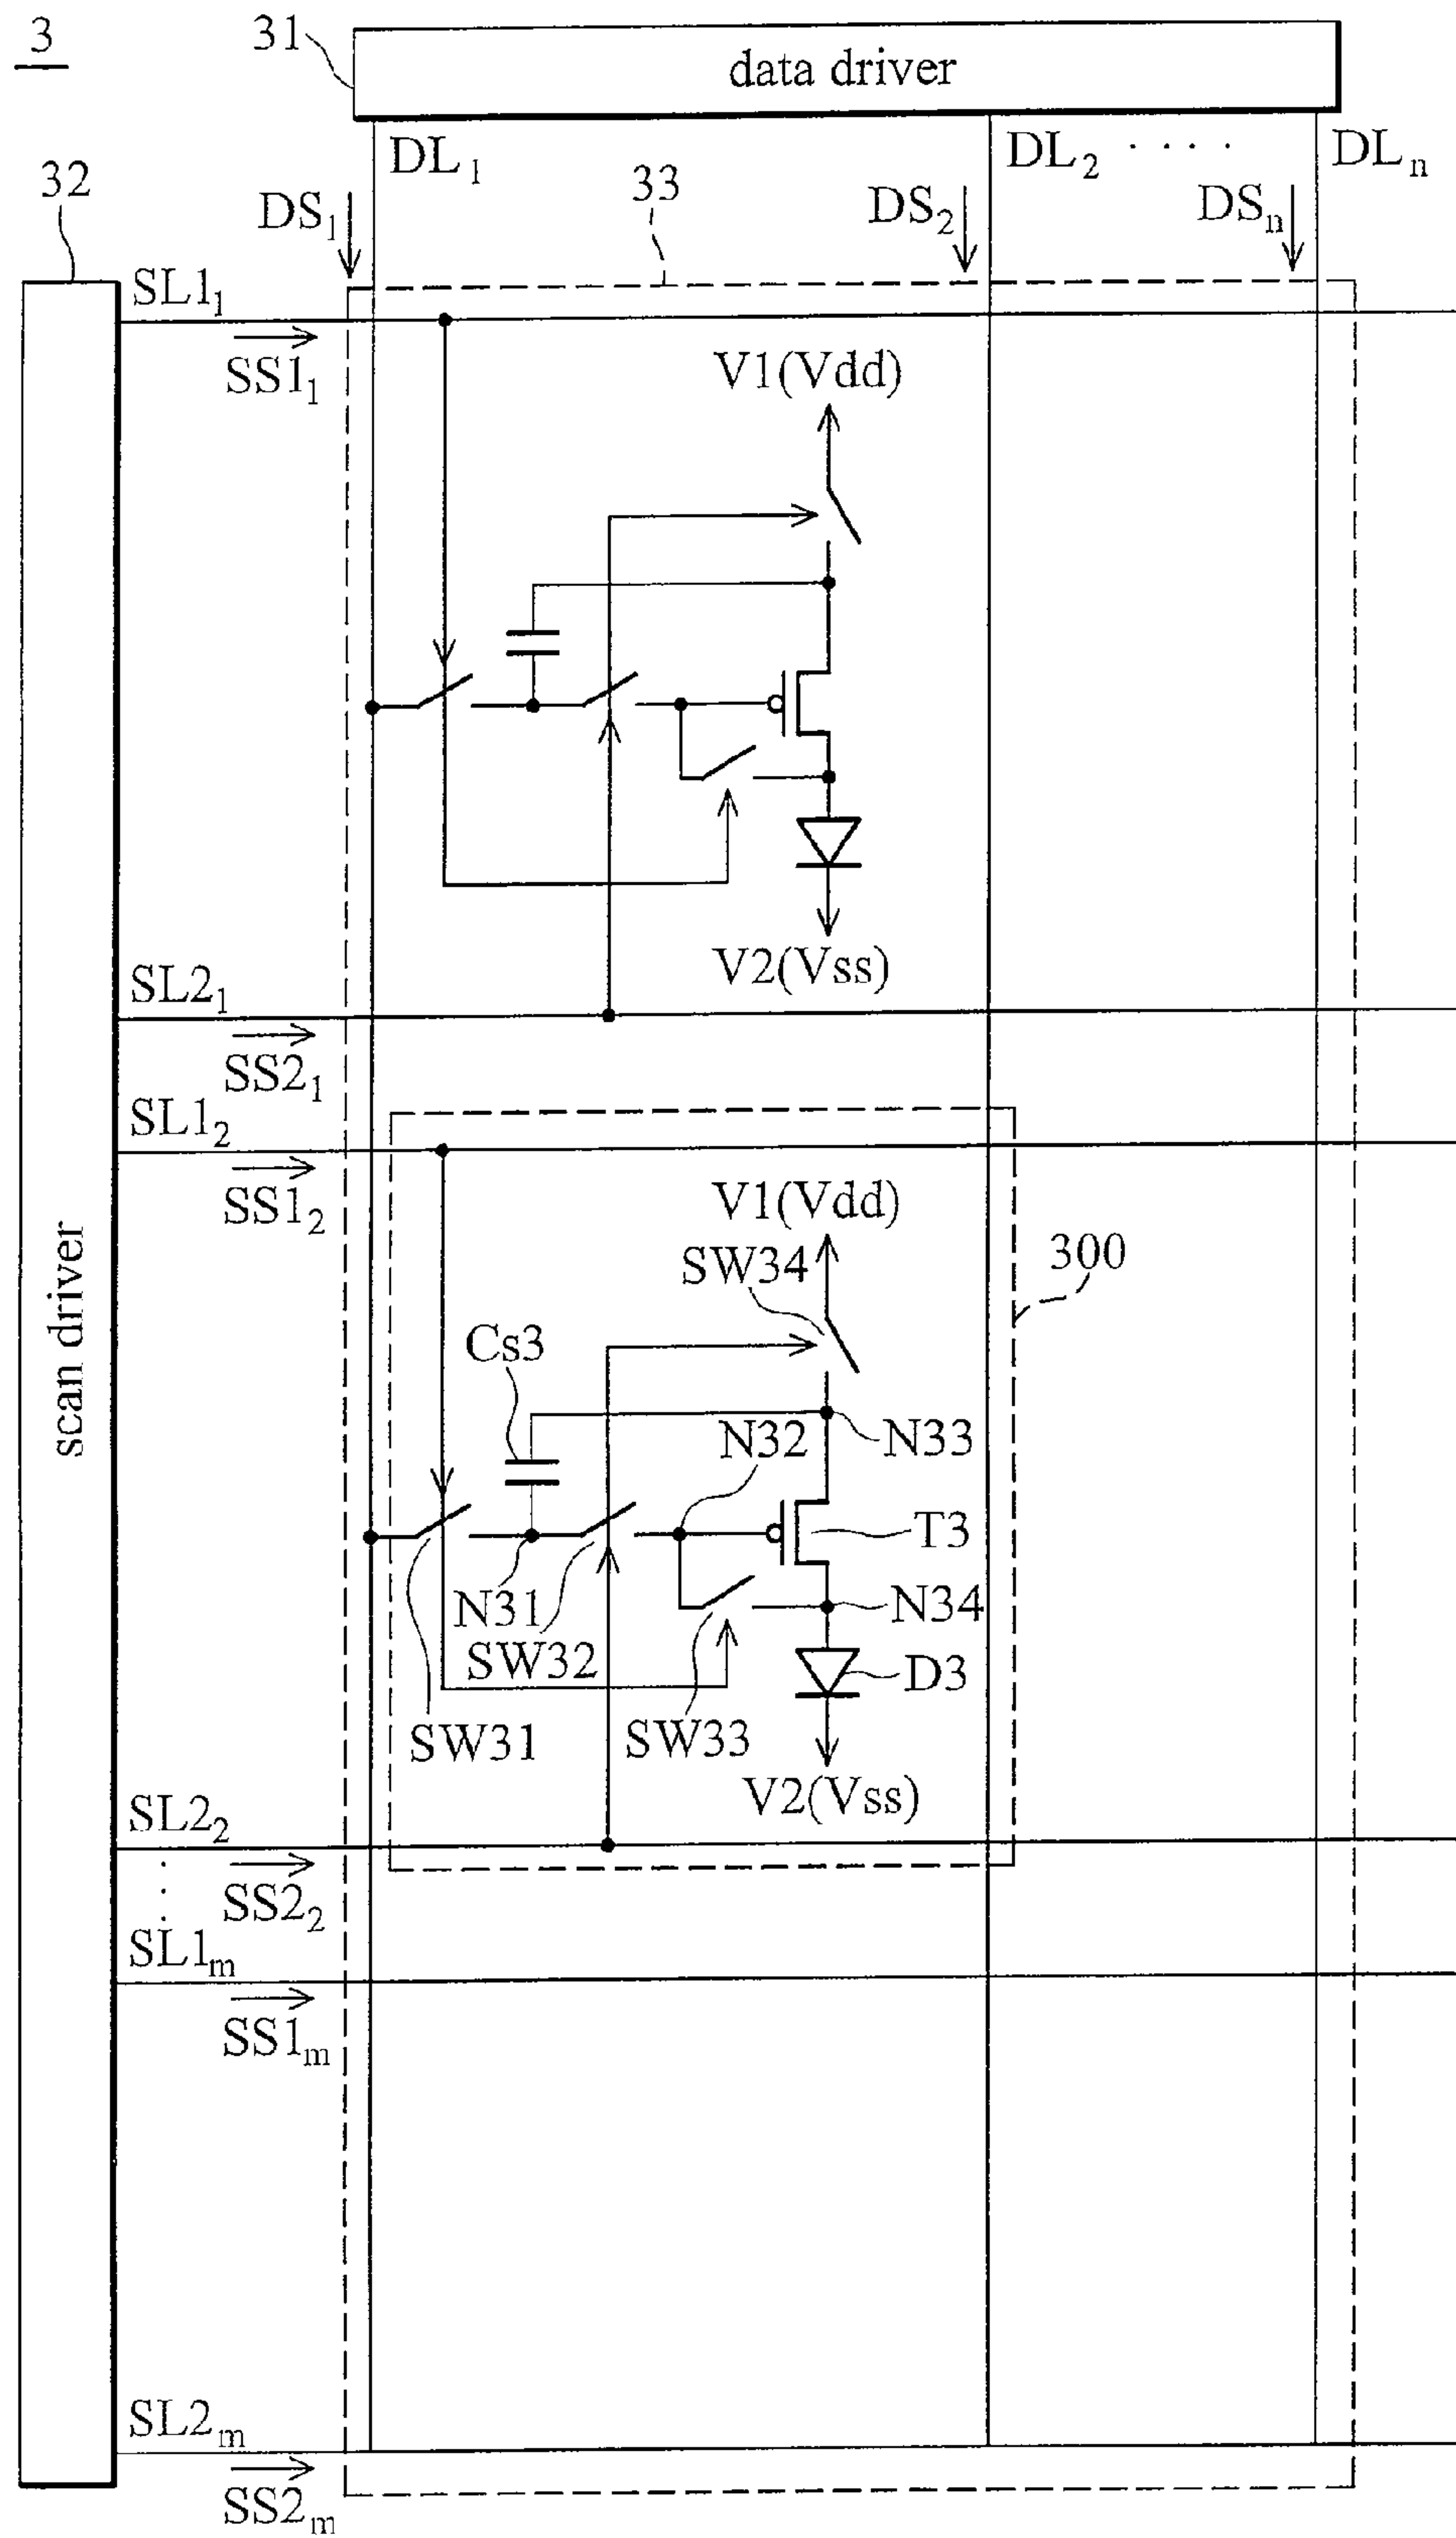 3
31
data driver
DL1
DL2
. . . .
DLn
32
DS1
33
DS2
DSn
SL11
SS11
V1(Vdd)
V2(Vss)
SL21
SS21
SL12
SS12
V1(Vdd)
SW34
300
scan driver
Cs3
N32
N33
T3
N31
N34
SW32
D3
SW31
SW33
V2(Vss)
SL22
SS22
SL1m
SS1m
SL2m
SS2m